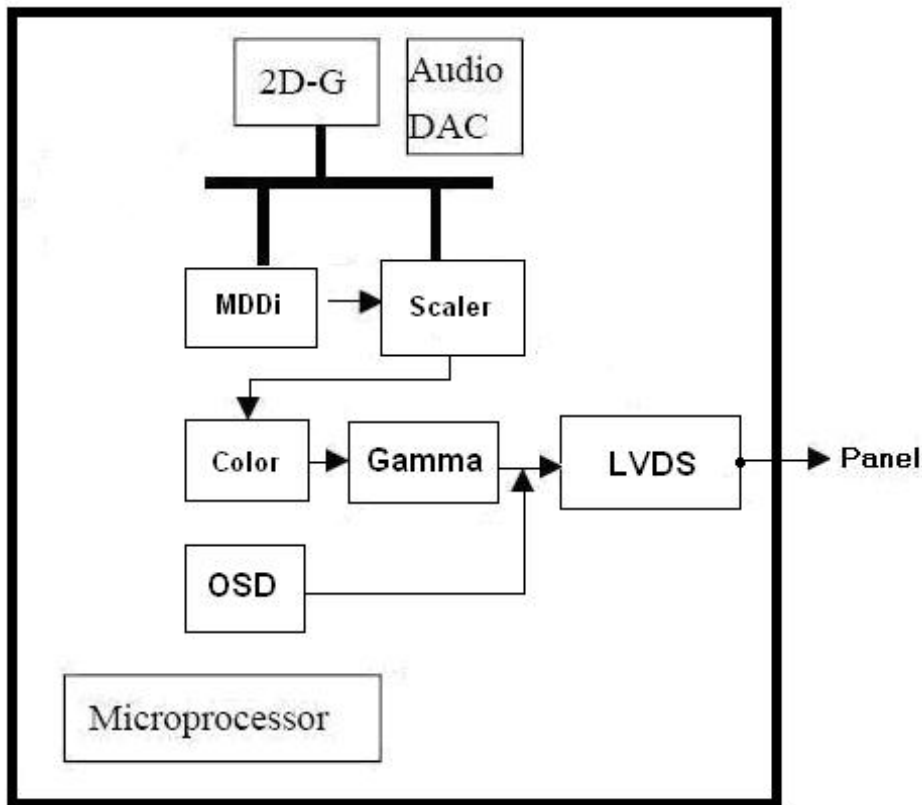 2D-G
Audio
DAC
MDDi
Scaler
Color
Gamma
LVDS
Panel
OSD
Microprocessor